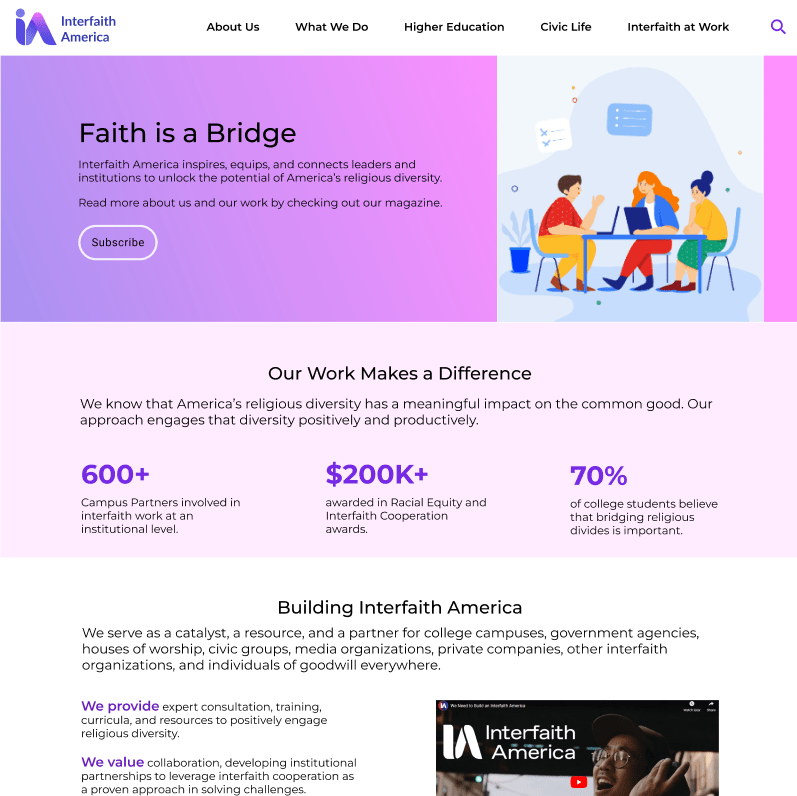 Interfaith
America
About Us
What We Do
Higher Education
Civic Life
Interfaith at Work
Faith is a Bridge
Interfaith America inspires, equips, and connects leaders and
institutions to unlock the potential of America's religious diversity.
Read more about us and our work by checking out our magazine.
Subscribe
Our Work Makes a Difference
We know that America's religious diversity has a meaningful impact on the common good. Our
approach engages that diversity positively and productively.
600+
Campus Partners involved in
interfaith work at an
institutional level.
$200K+
awarded in Racial Equity and
Interfaith Cooperation
awards.
70%
of college students believe
that bridging religious
divides is important.
Building Interfaith America
We serve as a catalyst, a resource, and a partner for college campuses, government agencies,
houses of worship, civic groups, media organizations, private companies, other interfaith
organizations, and individuals of goodwill everywhere.
We provide expert consultation, training,
curricula, and resources to positively engage
religious diversity.
We value collaboration, developing institutional
partnerships to leverage interfaith cooperation as
a proven approach in solving challenges.
We Need to Build an Interfaith America
Watch later
Share
Interfaith
America